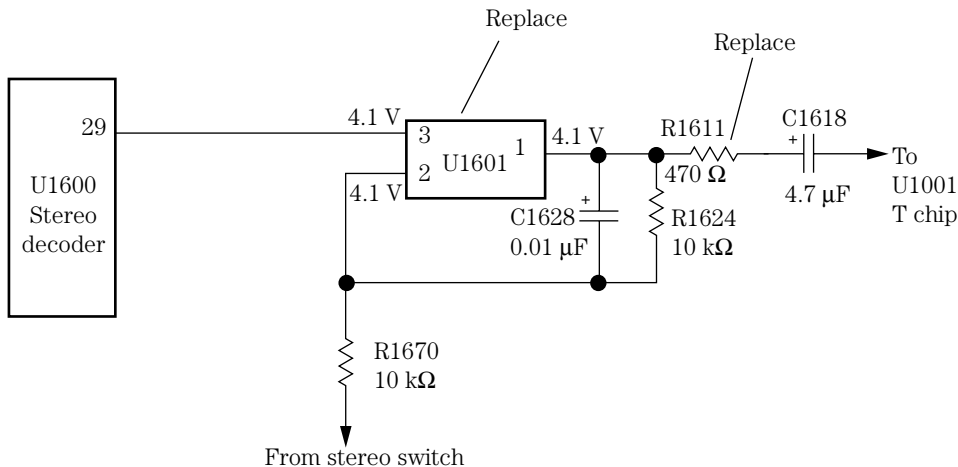 Replace
Replace
29
U1600
Stereo
decoder
4.1 V
3
2
4.1 V
U1601
1
4.1 V
R1611
470 Ω
C1618
+
4.7 µF
To
U1001
T chip
+
C1628
0.01 µF
R1624
10 kΩ
R1670
10 kΩ
From stereo switch